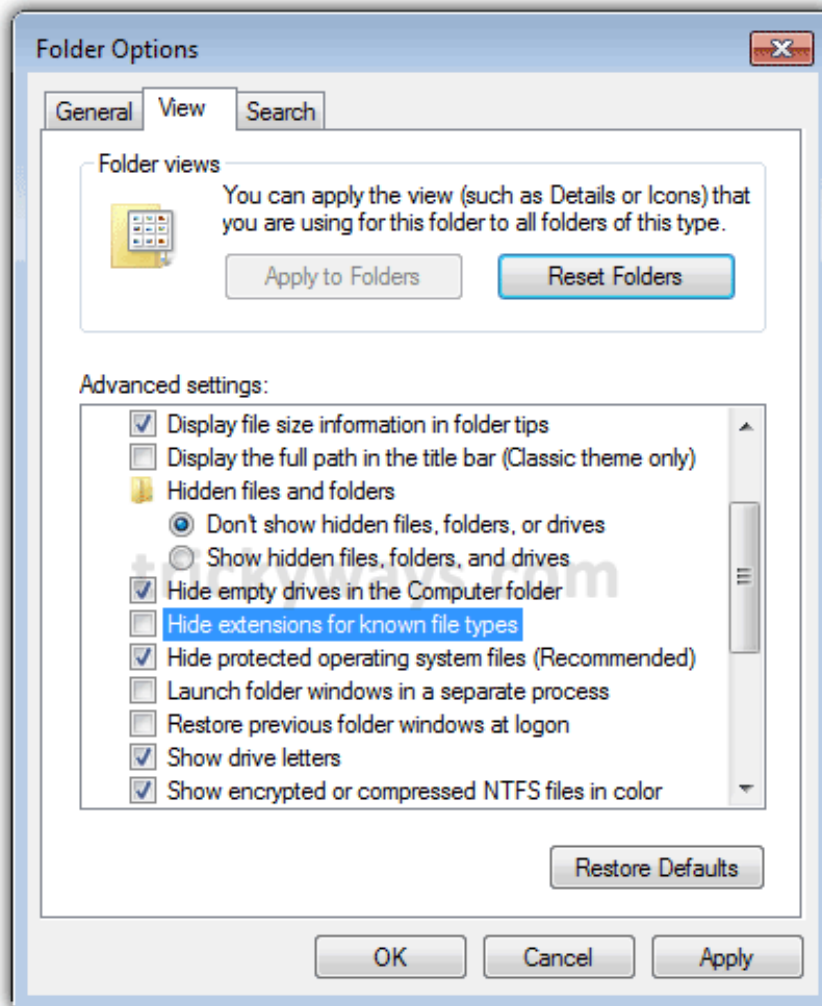 Folder Options
General
View
Search
Folder views
You can apply the view (such as Details or Icons) that
you are using for this folder to all folders of this type.
Apply to Folders
Reset Folders
Advanced settings:
Display file size information in folder tips
Display the full path in the title bar (Classic theme only)
Hidden files and folders
Don't show hidden files, folders, or drives
Show hidden files, folders, and drives
trickyways.com
Hide empty drives in the Computer folder
Hide extensions for known file types
Hide protected operating system files (Recommended)
Launch folder windows in a separate process
Restore previous folder windows at logon
Show drive letters
Show encrypted or compressed NTFS files in color
Restore Defaults
OK
Cancel
Apply